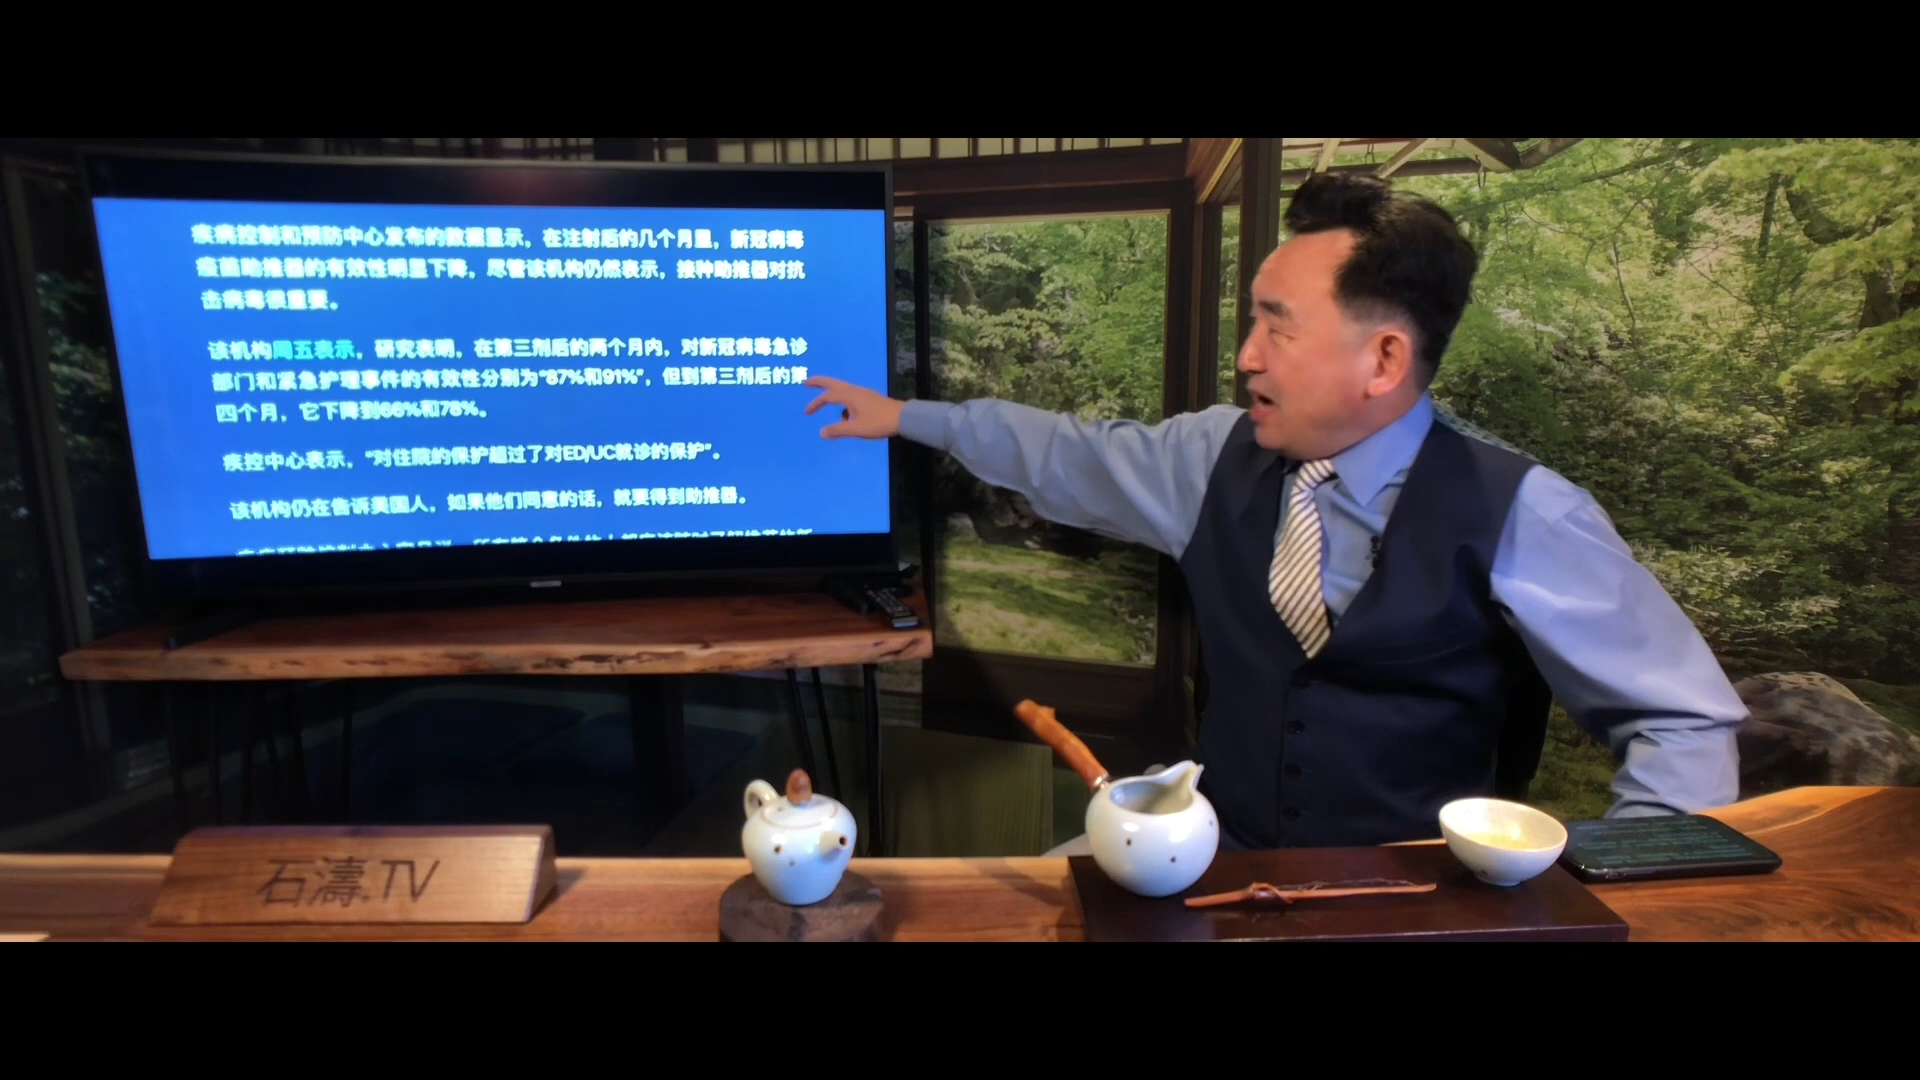 疾病控制和预防中心发布的数据显示，在注射后的几个月里，新冠病毒
疫苗助推器的有效性明显下降，尽管该机构仍然表示，接种助推器对抗
击病毒很重要。
该机构周五表示，研究表明，在第三剂后的两个月内，对新冠病毒急诊
部门和紧急护理事件的有效性分别为“87%和91%”，但到第三剂后的第
四个月，它下降到66%和78%。
疾控中心表示，“对住院的保护超过了对ED/UC就诊的保护”。
该机构仍在告诉美国人，如果他们同意的话，就要得到助推器。
石濤.TV